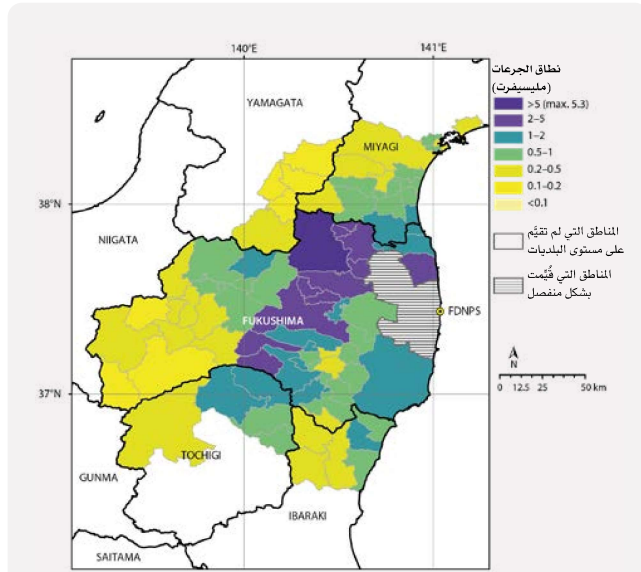 140°E
141°E
نطاق الجرعات
(مليسيفرت)
>5 (max. 5.3)
2–5
1–2
0.5–1
0.2–0.5
0.1–0.2
<0.1
المناطق التي لم تقيَّم
على مستوى البلديات
المناطق التي قُيِّمت
بشكل منفصل
YAMAGATA
MIYAGI
38°N
NIIGATA
FUKUSHIMA
FDNPS
N
0 12.5 25 50 km
37°N
TOCHIGI
GUNMA
IBARAKI
SAITAMA